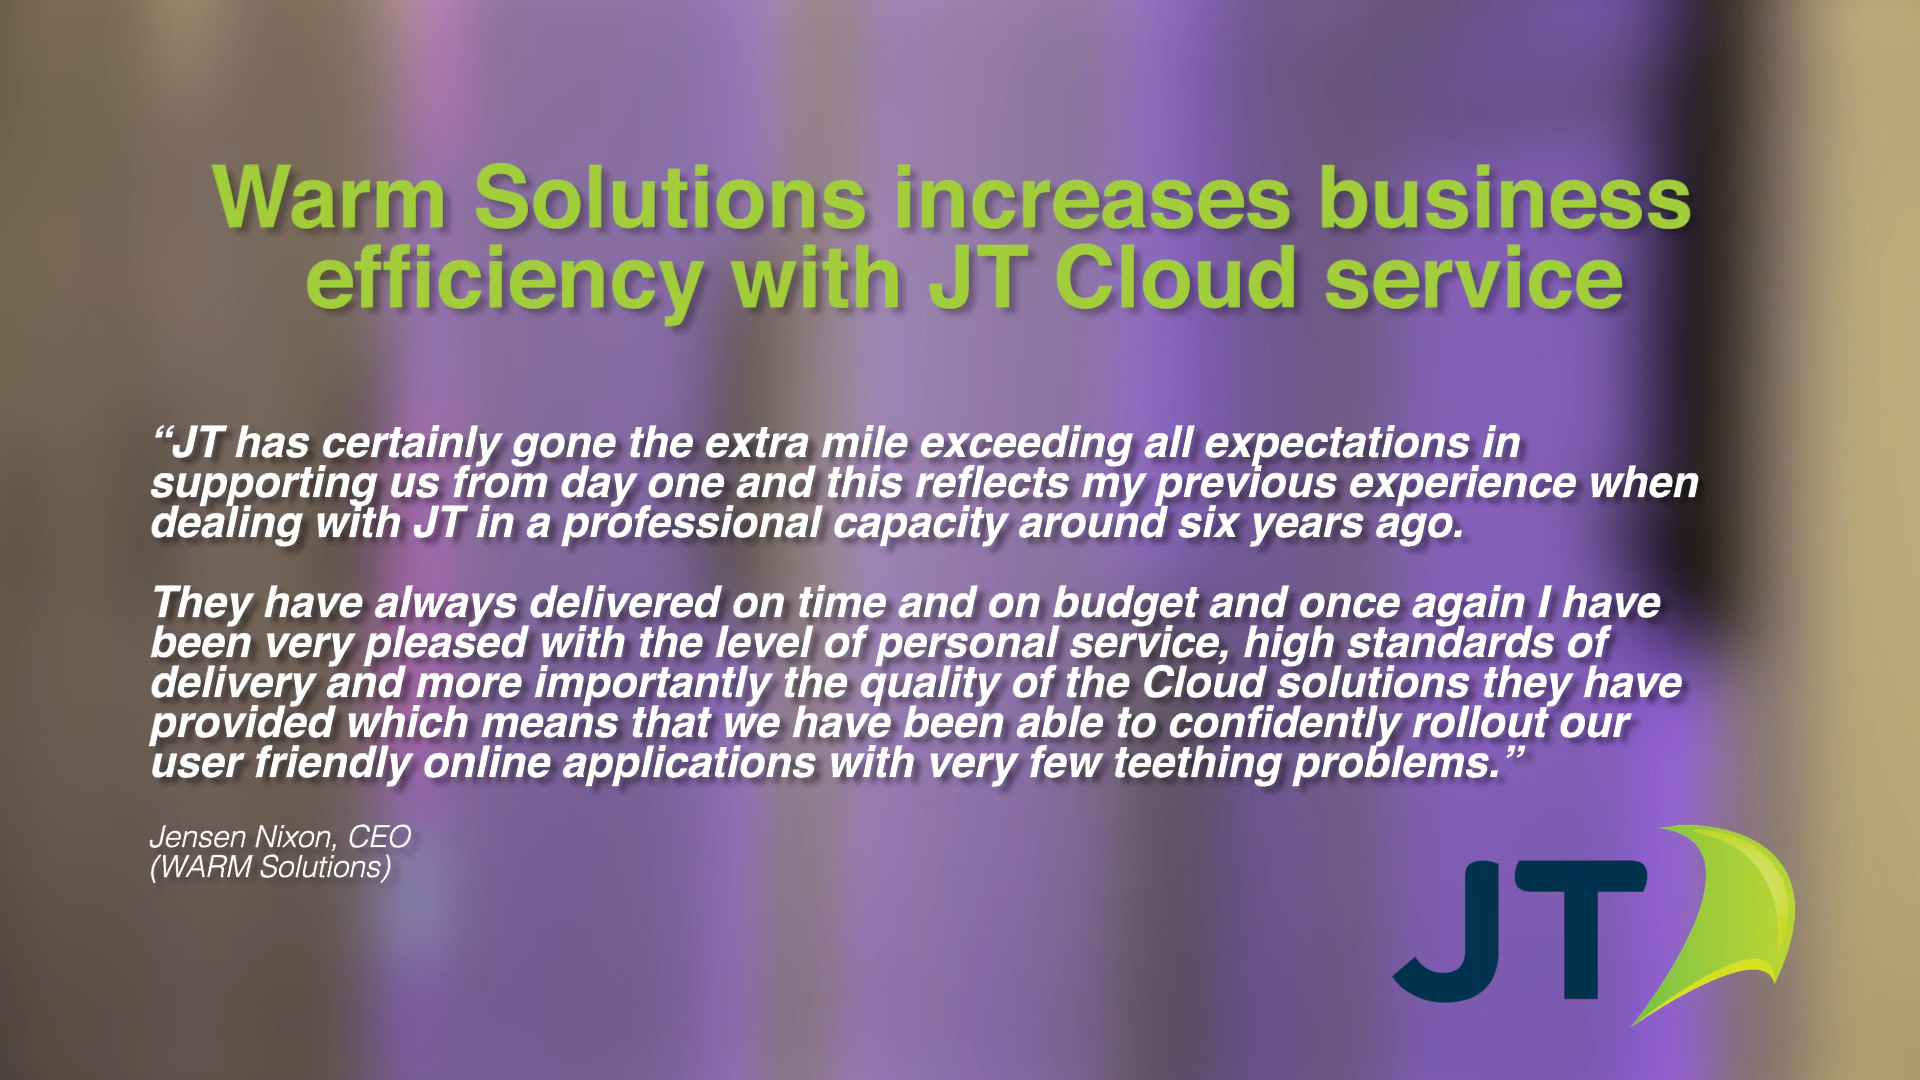 Warm Solutions increases business
efficiency with JT Cloud service
“JT has certainly gone the extra mile exceeding all expectations in
supporting us from day one and this reflects my previous experience when
dealing with JT in a professional capacity around six years ago.
They have always delivered on time and on budget and once again I have
been very pleased with the level of personal service, high standards of
delivery and more importantly the quality of the Cloud solutions they have
provided which means that we have been able to confidently rollout our
user friendly online applications with very few teething problems.”
Jensen Nixon, CEO
(WARM Solutions)
JT